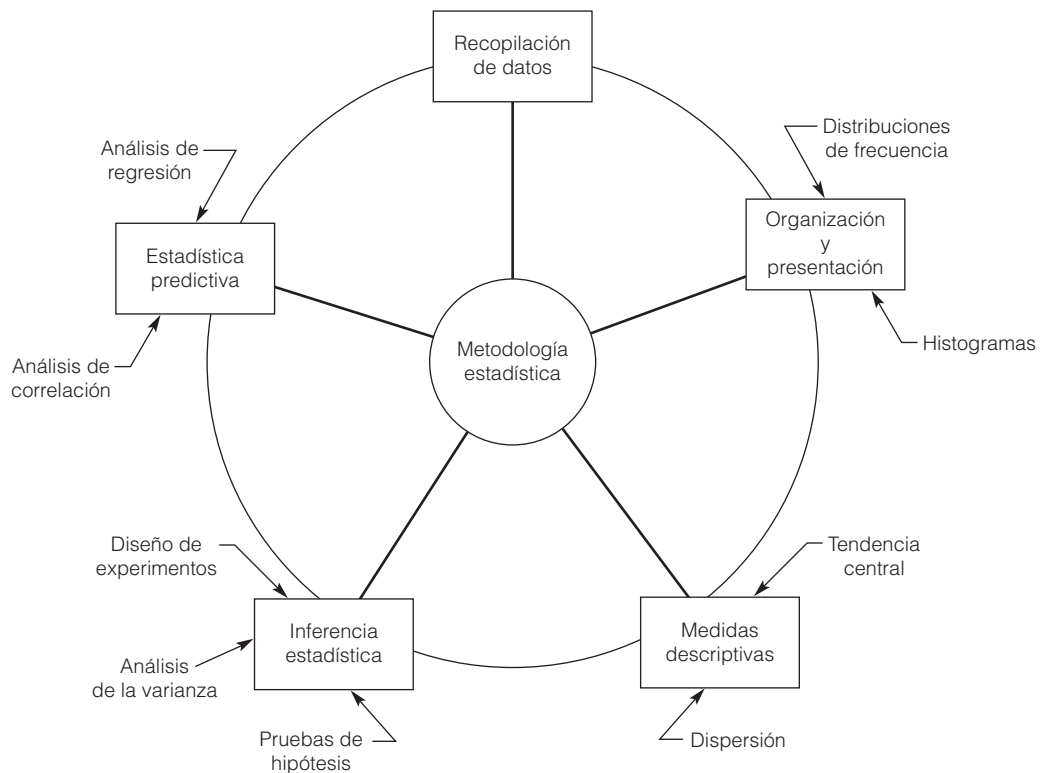 Recopilación
de datos
Distribuciones
de frecuencia
Análisis de
regresión
Organización
y
presentación
Estadística
predictiva
Histogramas
Metodología
estadística
Análisis de
correlación
Diseño de
experimentos
Tendencia
central
Inferencia
estadística
Medidas
descriptivas
Análisis
de la varianza
Pruebas de
hipótesis
Dispersión